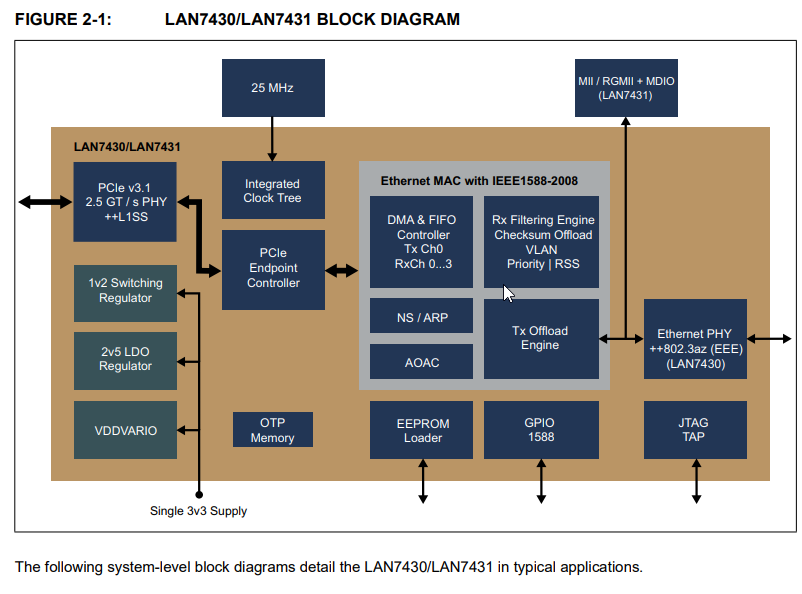 FIGURE 2-1: LAN7430/LAN7431 BLOCK DIAGRAM
25 MHz
MII / RGMII + MDIO
(LAN7431)
LAN7430/LAN7431
PCIe v3.1
2.5 GT / s PHY
++L1SS
Integrated
Clock Tree
PCIe
Endpoint
Controller
Ethernet MAC with IEEE1588-2008
DMA & FIFO
Controller
Tx Ch0
RxCh 0...3
Rx Filtering Engine
Checksum Offload
VLAN
Priority | RSS
1v2 Switching
Regulator
NS / ARP
Tx Offload
Engine
Ethernet PHY
++802.3az (EEE)
(LAN7430)
2v5 LDO
Regulator
AOAC
VDDVARIO
OTP
Memory
EEPROM
Loader
GPIO
1588
JTAG
TAP
Single 3v3 Supply
The following system-level block diagrams detail the LAN7430/LAN7431 in typical applications.